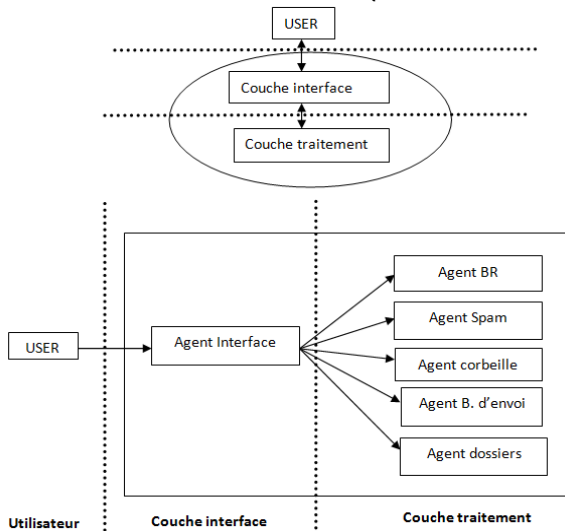 USER
Couche interface
Couche traitement
Agent BR
Agent Spam
USER
Agent Interface
Agent corbeille
Agent B. d'envoi
Agent dossiers
Utilisateur
Couche interface
Couche traitement